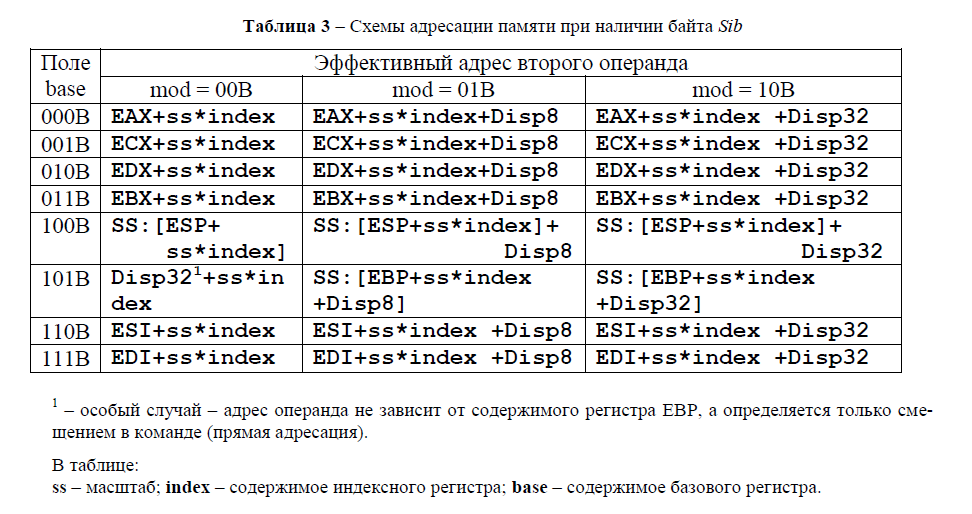 Таблица 3 – Схемы адресации памяти при наличии байта Sib
Поле base | Эффективный адрес второго операнда
mod = 00B | mod = 01B | mod = 10B
000B | EAX+ss*index | EAX+ss*index+Disp8 | EAX+ss*index +Disp32
001B | ECX+ss*index | ECX+ss*index+Disp8 | ECX+ss*index +Disp32
010B | EDX+ss*index | EDX+ss*index+Disp8 | EDX+ss*index +Disp32
011B | EBX+ss*index | EBX+ss*index+Disp8 | EBX+ss*index +Disp32
100B | SS:[ESP+ | SS:[ESP+ss*index]+ | SS:[ESP+ss*index]+
ss*index] | Disp8 | Disp32
101B | Disp32¹+ss*in | SS:[EBP+ss*index | SS:[EBP+ss*index
dex | +Disp8] | +Disp32]
110B | ESI+ss*index | ESI+ss*index +Disp8 | ESI+ss*index +Disp32
111B | EDI+ss*index | EDI+ss*index +Disp8 | EDI+ss*index +Disp32
¹ – особый случай – адрес операнда не зависит от содержимого регистра EBP, а определяется только сме-
щением в команде (прямая адресация).
В таблице:
ss – масштаб; index – содержимое индексного регистра; base – содержимое базового регистра.